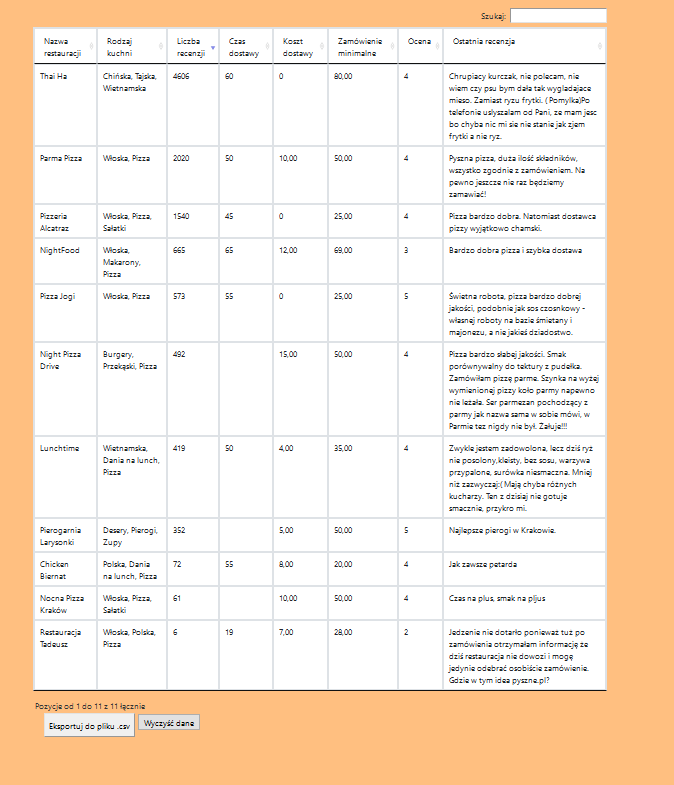 Szukaj:
Nazwa restauracji Rodzaj kuchni Liczba recenzji Czas dostawy Koszt dostawy Zamówienie minimalne Ocena Ostatnia recenzja
Thai Ha Chińska, Tajska, 4606 60 0 80,00 4 Chrupiacy kurczak, nie polecam, nie
Wietnamska wiem czy psu bym dała tak wygladajace
mieso. Zamiast ryzu frytki. (Pomylka)Po
telefonie uslyszalam od Pani, ze mam jesc
bo chyba nic mi sie nie stanie jak zjem
frytki a nie ryz.
Parma Pizza Włoska, Pizza 2020 50 10,00 50,00 4 Pyszna pizza, duża ilość składników,
wszystko zgodnie z zamówieniem. Na
pewno jeszcze nie raz będziemy
zamawiać!
Pizzeria Włoska, Pizza, 1540 45 0 25,00 4 Pizza bardzo dobra. Natomiast dostawca
Alcatraz Sałatki pizzy wyjątkowo chamski.
NightFood Włoska, 665 65 12,00 69,00 3 Bardzo dobra pizza i szybka dostawa
Makarony,
Pizza
Pizza Jogi Włoska, Pizza 573 55 0 25,00 5 Świetna robota, pizza bardzo dobrej
jakości, podobnie jak sos czosnkowy -
własnej roboty na bazie śmietany i
majonezu, a nie jakieś dziadostwo.
Night Pizza Burgery, 492 15,00 50,00 4 Pizza bardzo słabej jakości. Smak
Drive Przekąski, Pizza porównywalny do tektury z pudełka.
Zamówiłam pizzę parme. Szynka na wyżej
wymienionej pizzy koło parmy napewno
nie leżała. Ser parmezan pochodzący z
parmy jak nazwa sama w sobie mówi, w
Parmie tez nigdy nie był. Żałuje!!!
Lunchtime Wietnamska, 419 50 4,00 35,00 4 Zwykle jestem zadowolona, lecz dziś ryż
Dania na lunch, nie posolony,kleisty, bez sosu, warzywa
Pizza przypalone, surówka niesmaczna. Mniej
niż zazwyczaj:( Mają chyba różnych
kucharzy. Ten z dzisiaj nie gotuje
smacznie, przykro mi.
Pierogarnia Desery, Pierogi, 352 5,00 50,00 5 Najlepsze pierogi w Krakowie.
Larysonki Zupy
Chicken Polska, Dania 72 55 8,00 20,00 4 Jak zawsze petarda
Biernat na lunch, Pizza
Nocna Pizza Włoska, Pizza, 61 10,00 50,00 4 Czas na plus, smak na pljus
Kraków Sałatki
Restauracja Włoska, Polska, 6 19 7,00 28,00 2 Jedzenie nie dotarło ponieważ tuż po
Tadeusz Pizza zamówienia otrzymałam informację że
dziś restauracja nie dowozi i mogę
jedynie odebrać osobiście zamówienie.
Gdzie w tym idea pyszne.pl?
Pozycje od 1 do 11 z 11 łącznie
Eksportuj do pliku .csv Wyczyść dane